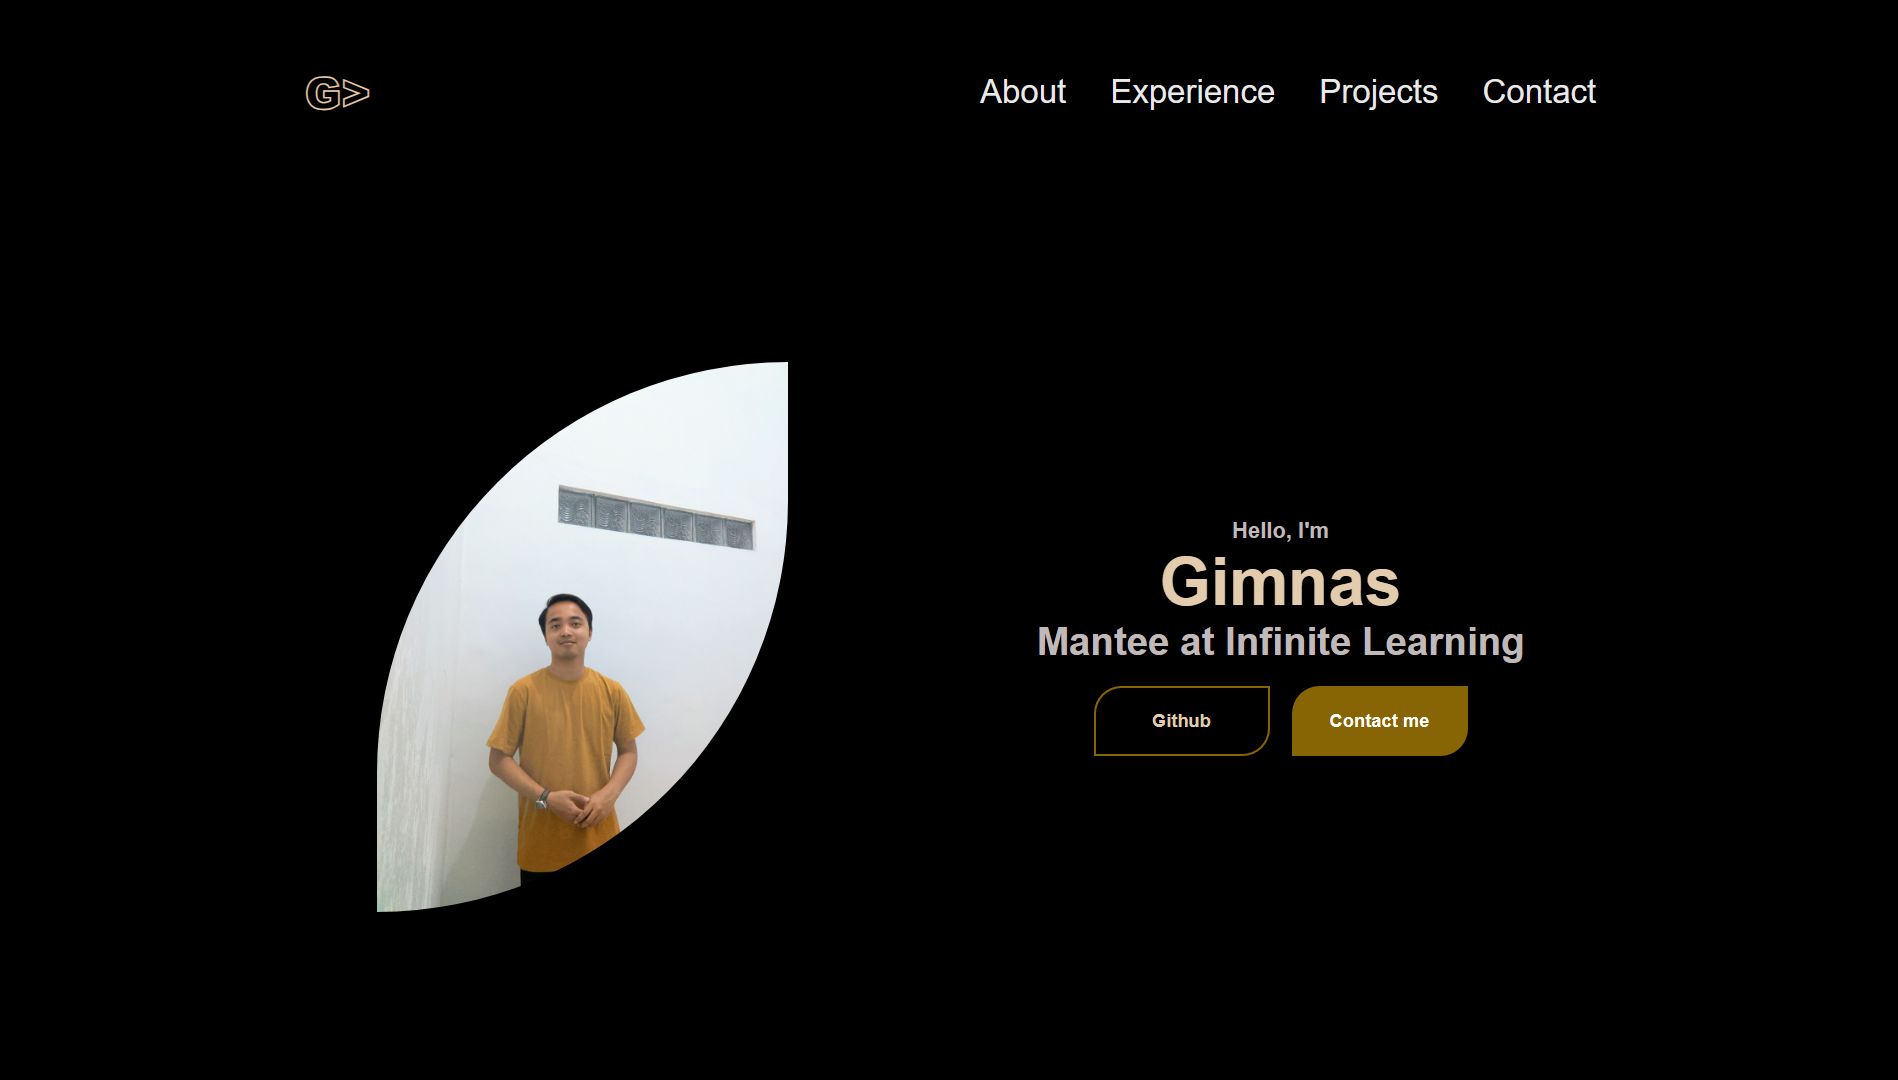 G>
About Experience Projects Contact
Hello, I'm
Gimnas
Mantee at Infinite Learning
Github
Contact me